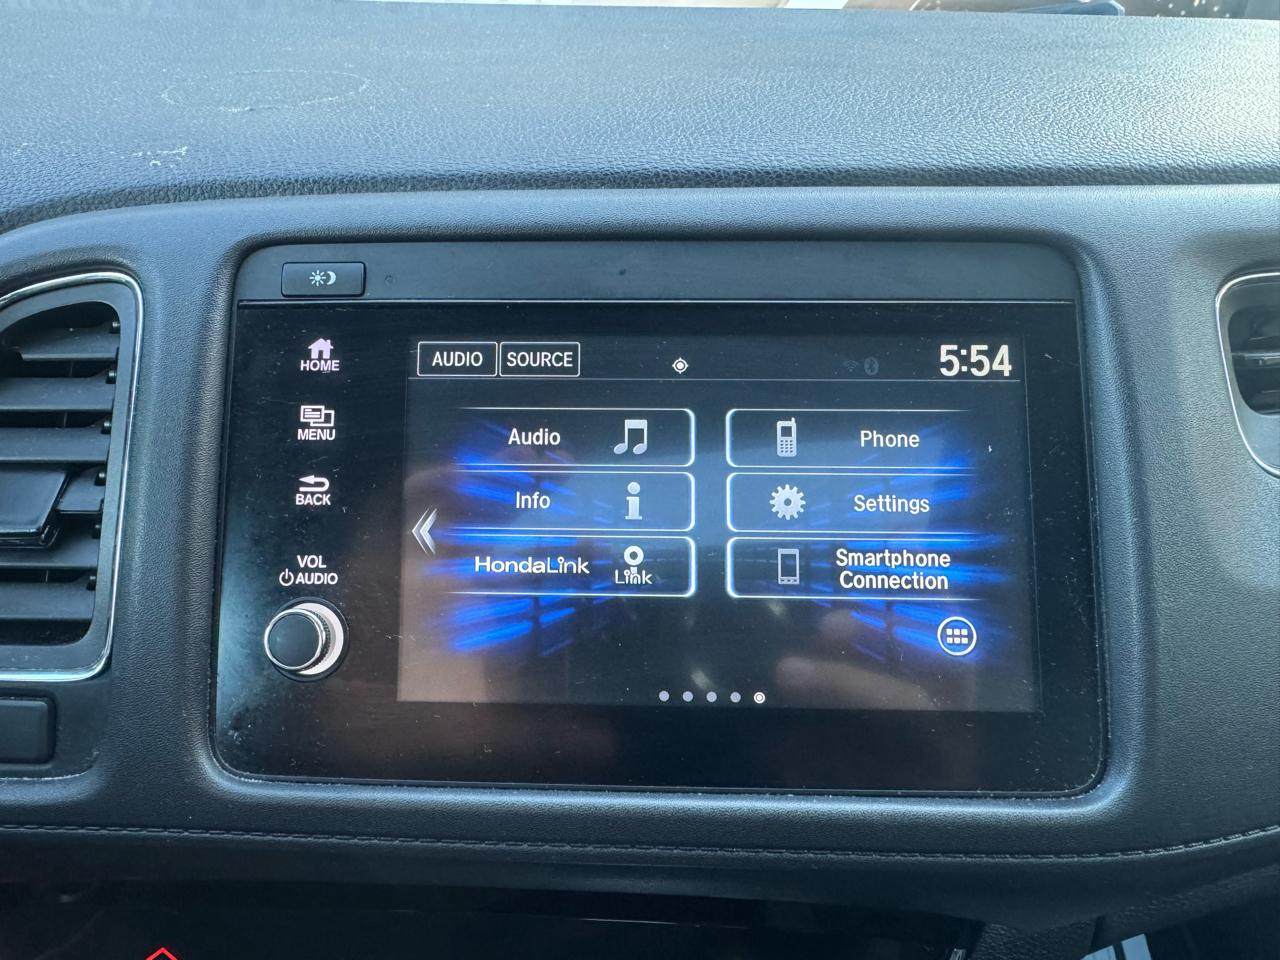 HOME
MENU
BACK
VOL
AUDIO
AUDIO
SOURCE
5:54
Audio
Phone
Info
Settings
HondaLink
Link
Smartphone
Connection